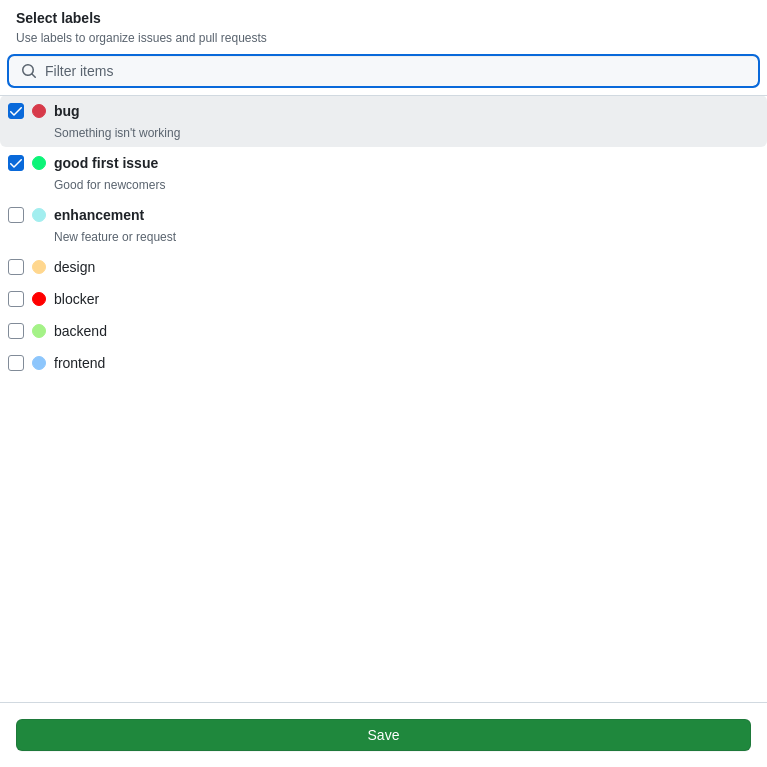 Select labels
Use labels to organize issues and pull requests
Filter items
bug
Something isn't working
good first issue
Good for newcomers
enhancement
New feature or request
design
blocker
backend
frontend
Save